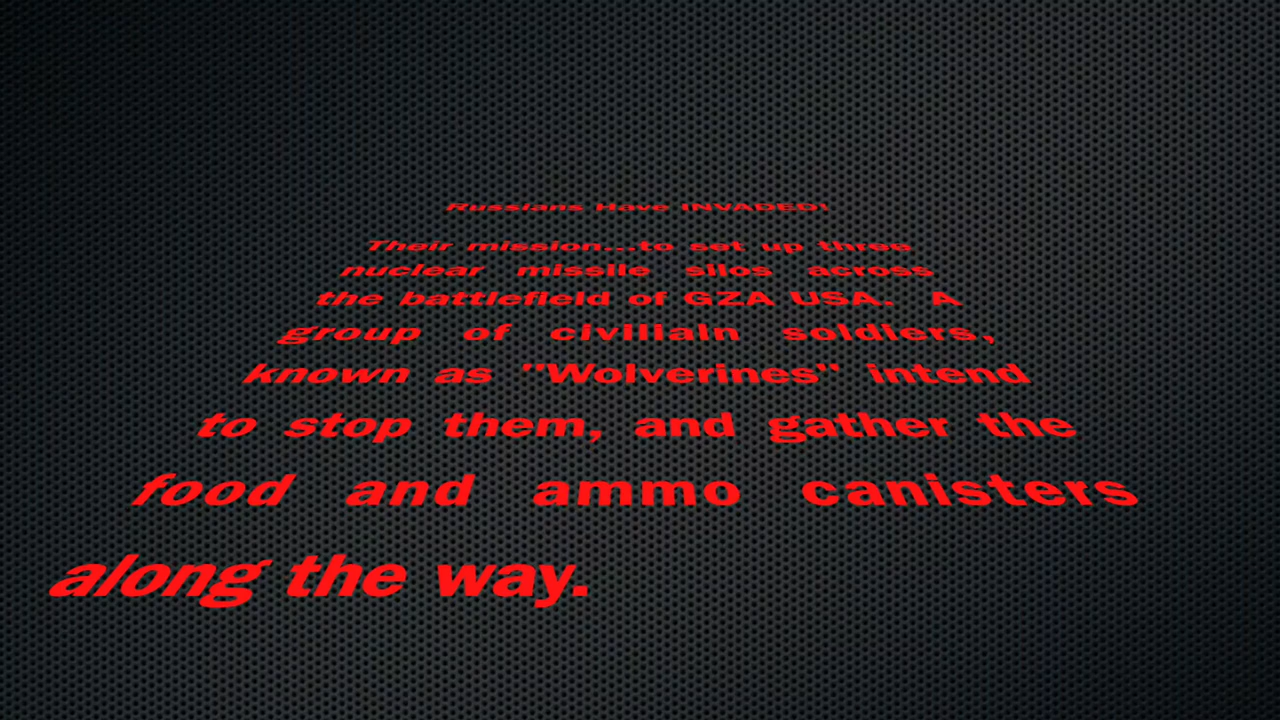 Russians Have INVADED!
Their mission...to set up three
nuclear missile silos across
the battlefield of GZA USA. A
group of civilialn soldiers,
known as "Wolverines" intend
to stop them, and gather the
food and ammo canisters
along the way.